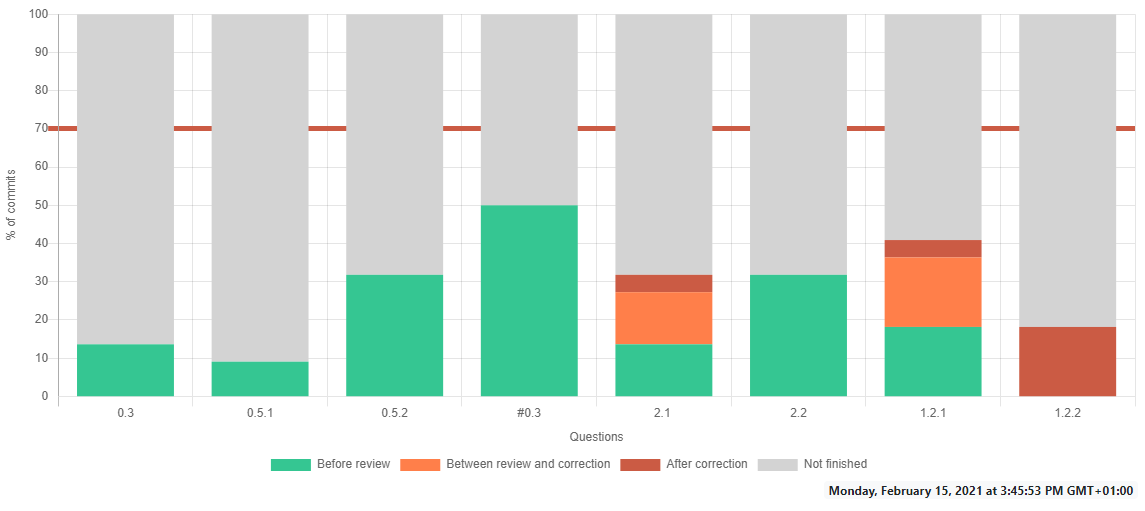 100
90
80
70
60
50
40
30
20
10
0
% of commits
0.3 0.5.1 0.5.2 #0.3 2.1 2.2 1.2.1 1.2.2
Questions
Before review Between review and correction After correction Not finished
Monday, February 15, 2021 at 3:45:53 PM GMT+01:00